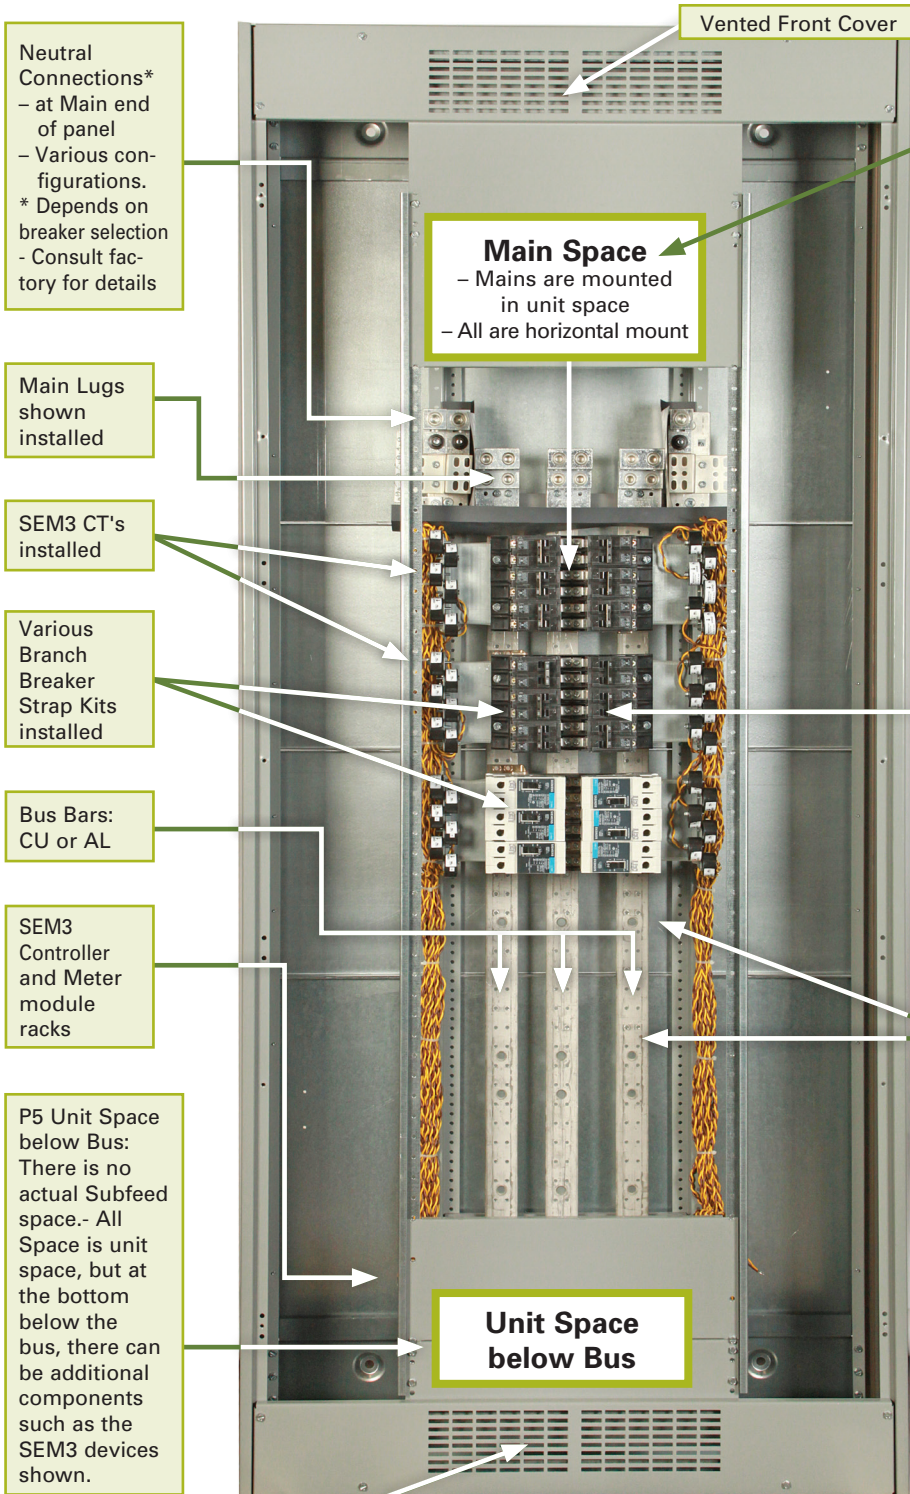 Vented Front Cover
Neutral
Connections*
– at Main end
of panel
– Various con-
figurations.
* Depends on
breaker selection
- Consult fac-
tory for details
Main Space
– Mains are mounted
in unit space
– All are horizontal mount
Main Lugs
shown
installed
SEM3 CT's
installed
Various
Branch
Breaker
Strap Kits
installed
Bus Bars:
CU or AL
SEM3
Controller
and Meter
module
racks
P5 Unit Space
below Bus:
There is no
actual Subfeed
space.- All
Space is unit
space, but at
the bottom
below the
bus, there can
be additional
components
such as the
SEM3 devices
shown.
Unit Space
below Bus